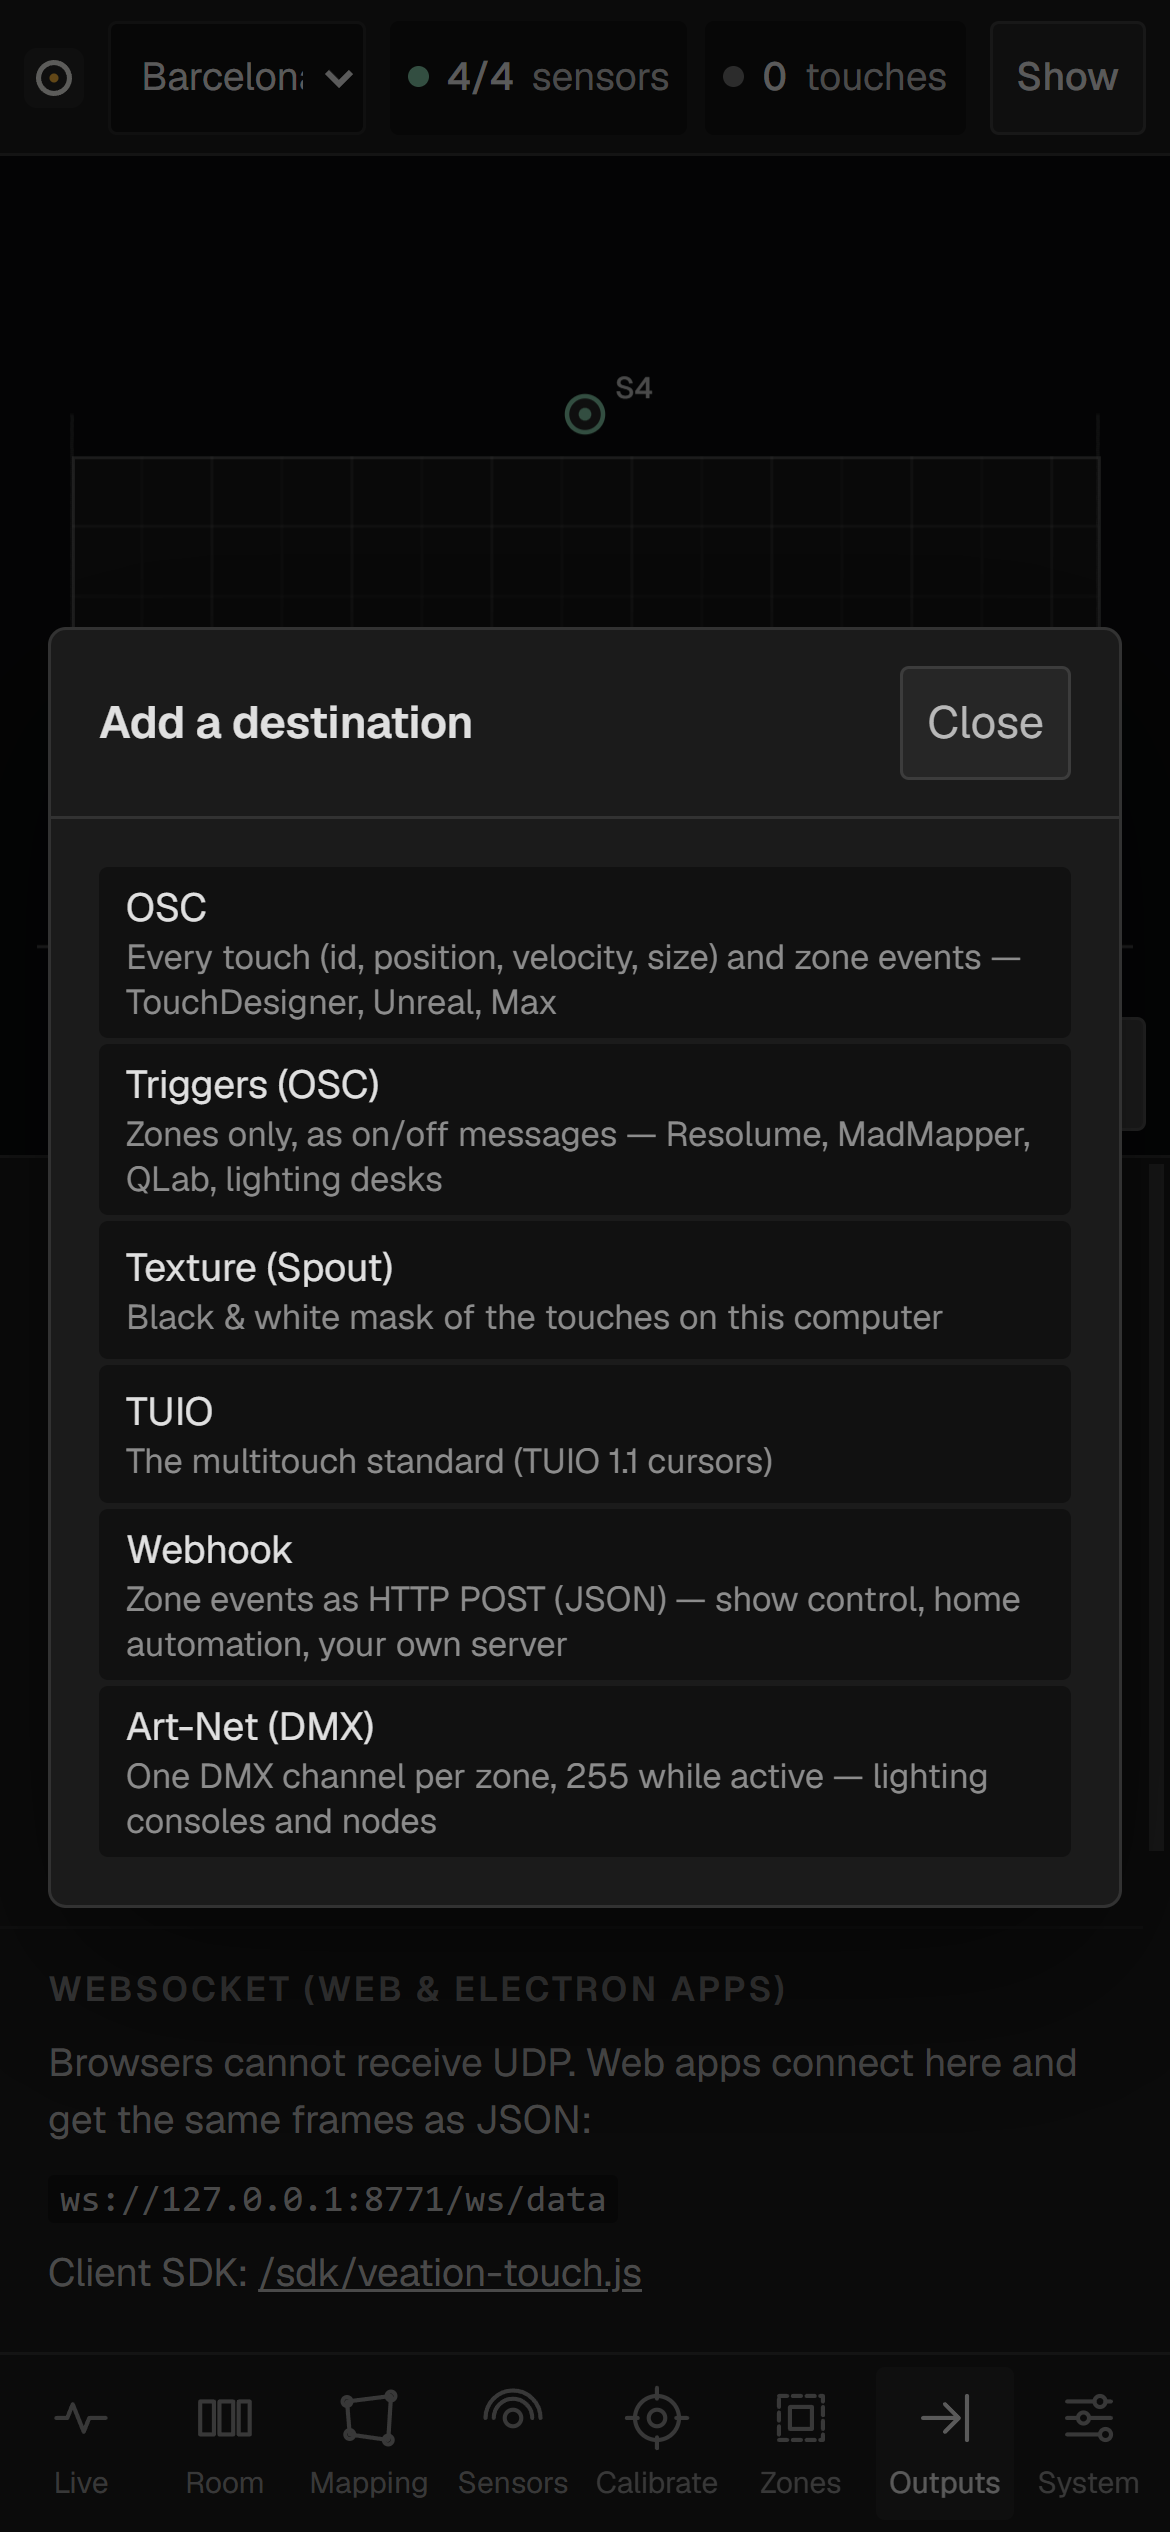 Barcelona
4/4 sensors
0 touches
Show
S4
Add a destination
Close
OSC
Every touch (id, position, velocity, size) and zone events —
TouchDesigner, Unreal, Max
Triggers (OSC)
Zones only, as on/off messages — Resolume, MadMapper,
QLab, lighting desks
Texture (Spout)
Black & white mask of the touches on this computer
TUIO
The multitouch standard (TUIO 1.1 cursors)
Webhook
Zone events as HTTP POST (JSON) — show control, home
automation, your own server
Art-Net (DMX)
One DMX channel per zone, 255 while active — lighting
consoles and nodes
WEBSOCKET (WEB & ELECTRON APPS)
Browsers cannot receive UDP. Web apps connect here and
get the same frames as JSON:
ws://127.0.0.1:8771/ws/data
Client SDK: /sdk/veation-touch.js
Live
Room
Mapping
Sensors
Calibrate
Zones
Outputs
System